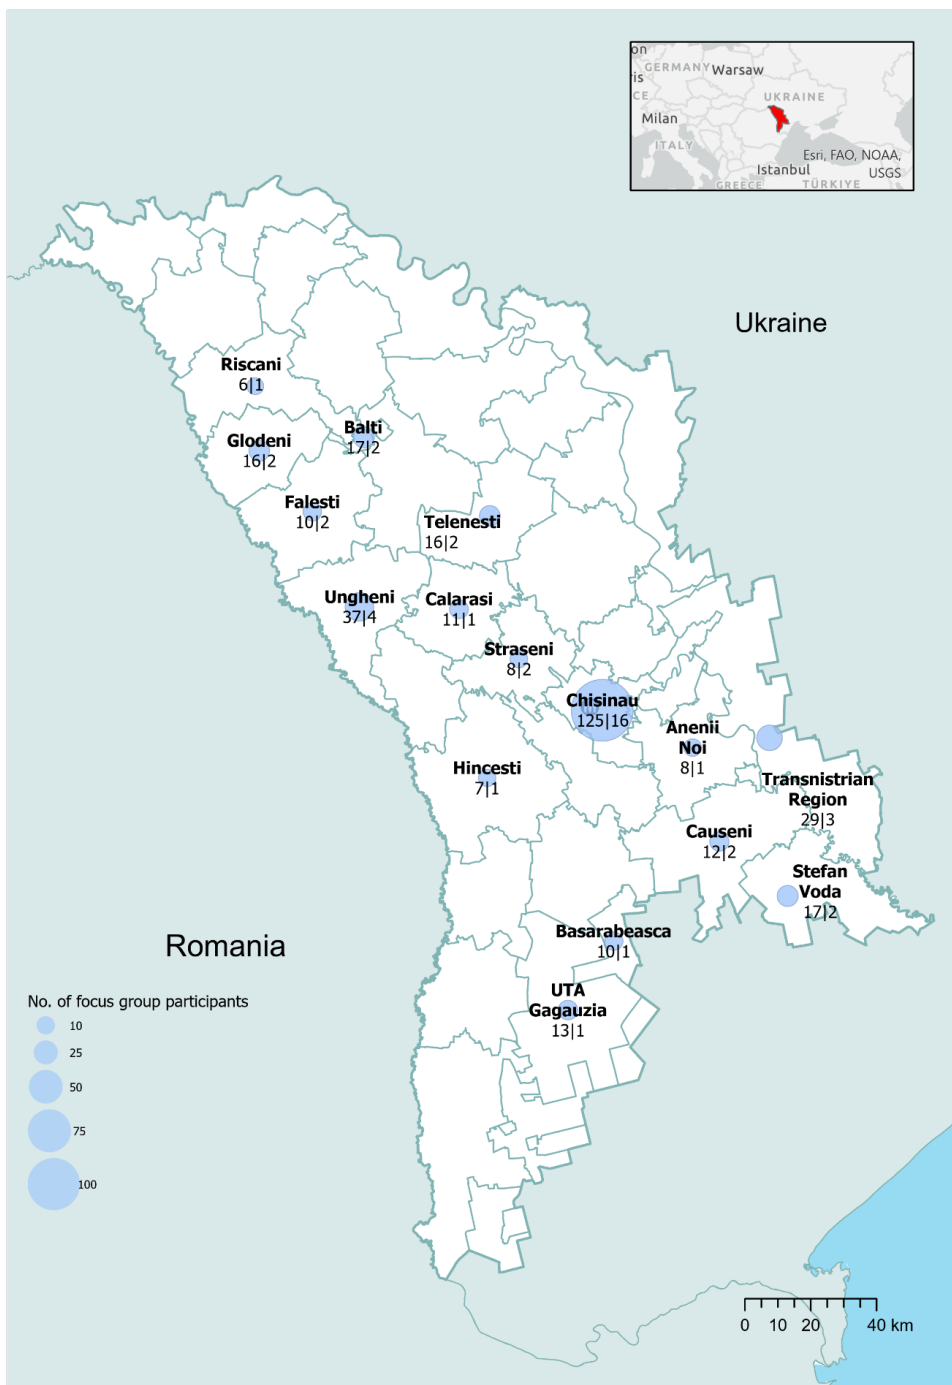 on
GERMANY
Warsaw
ris
CE
UKRAINE
Milan
ITALY
Esri, FAO, NOAA,
USGS
Istanbul
GREECE
TÜRKIYE
Ukraine
Riscani
6|1
Balti
17|2
Glodeni
16|2
Falesti
10|2
Telenesti
16|2
Ungheni
37|4
Calarasi
11|1
Straseni
8|2
Chisinau
125|16
Anenii
Noi
8|1
Hincesti
7|1
Transnistrian
Region
29|3
Causeni
12|2
Stefan
Voda
17|2
Basarabeasca
10|1
Romania
UTA
Gagauzia
13|1
No. of focus group participants
10
25
50
75
100
0 10 20 40 km